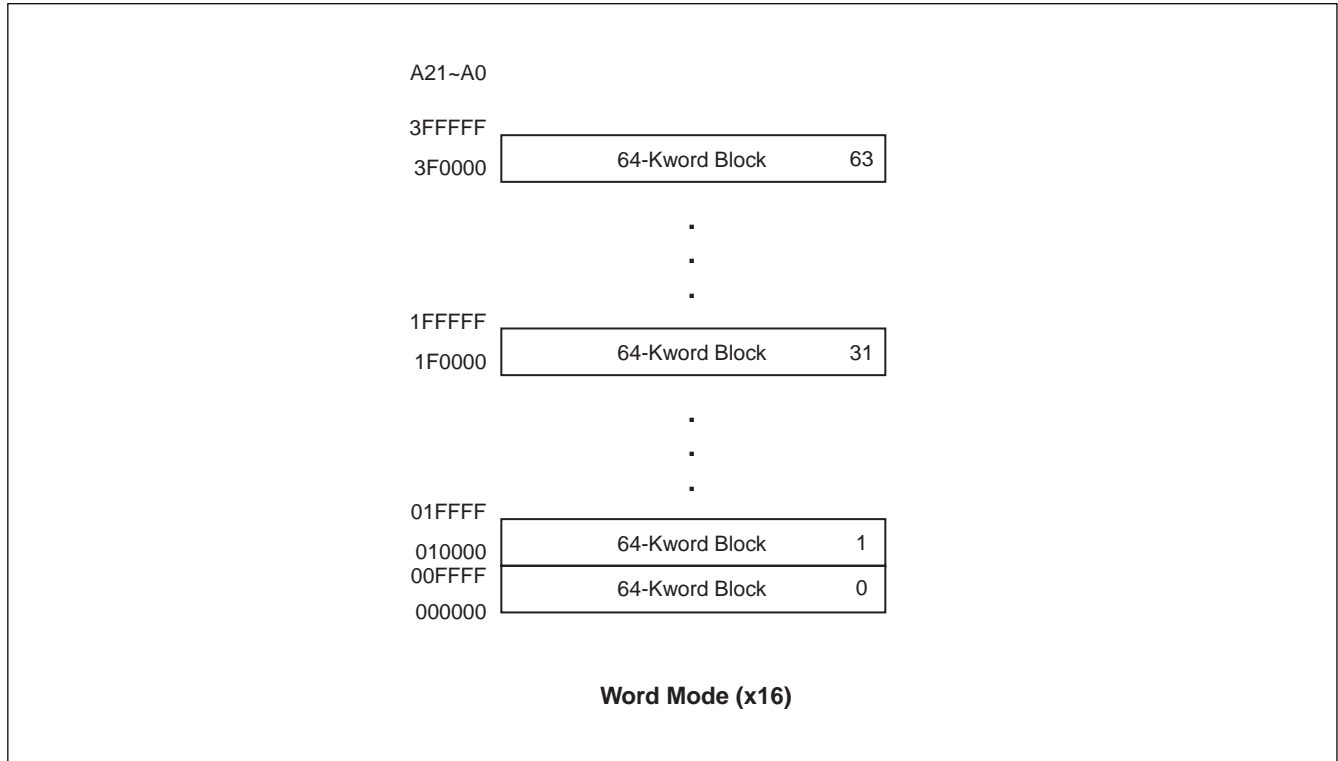 A21~A0
3FFFFF
64-Kword Block 63
3F0000
1FFFFF
64-Kword Block 31
1F0000
01FFFF
64-Kword Block 1
010000
00FFFF
64-Kword Block 0
000000
Word Mode (x16)